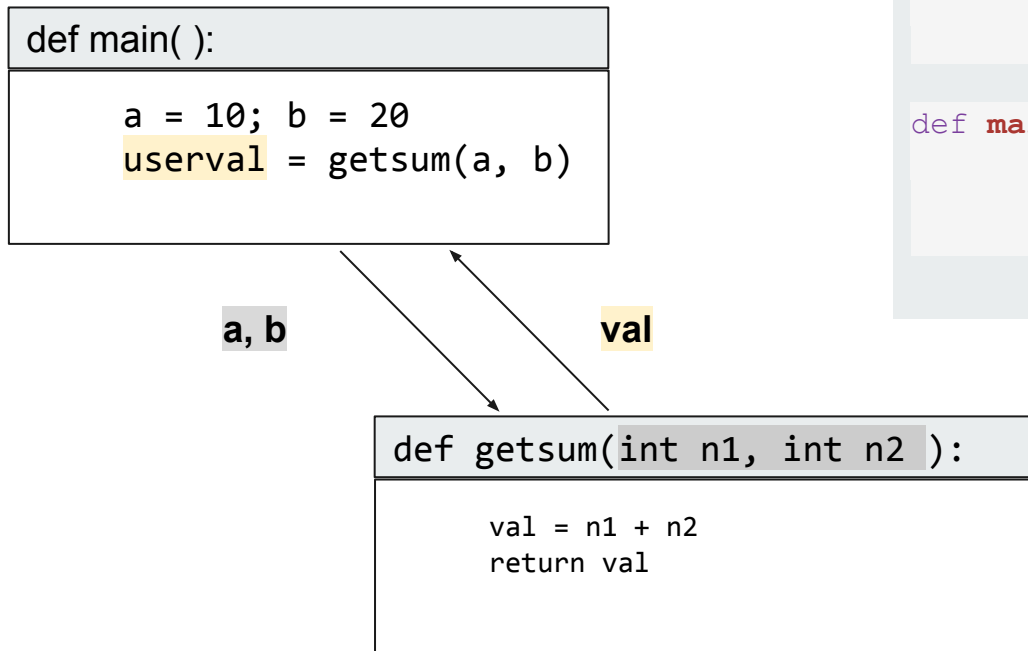 def main( ):
a = 10; b = 20
userval = getsum(a, b)
def ma
a, b
val
def getsum(int n1, int n2 ):
val = n1 + n2
return val